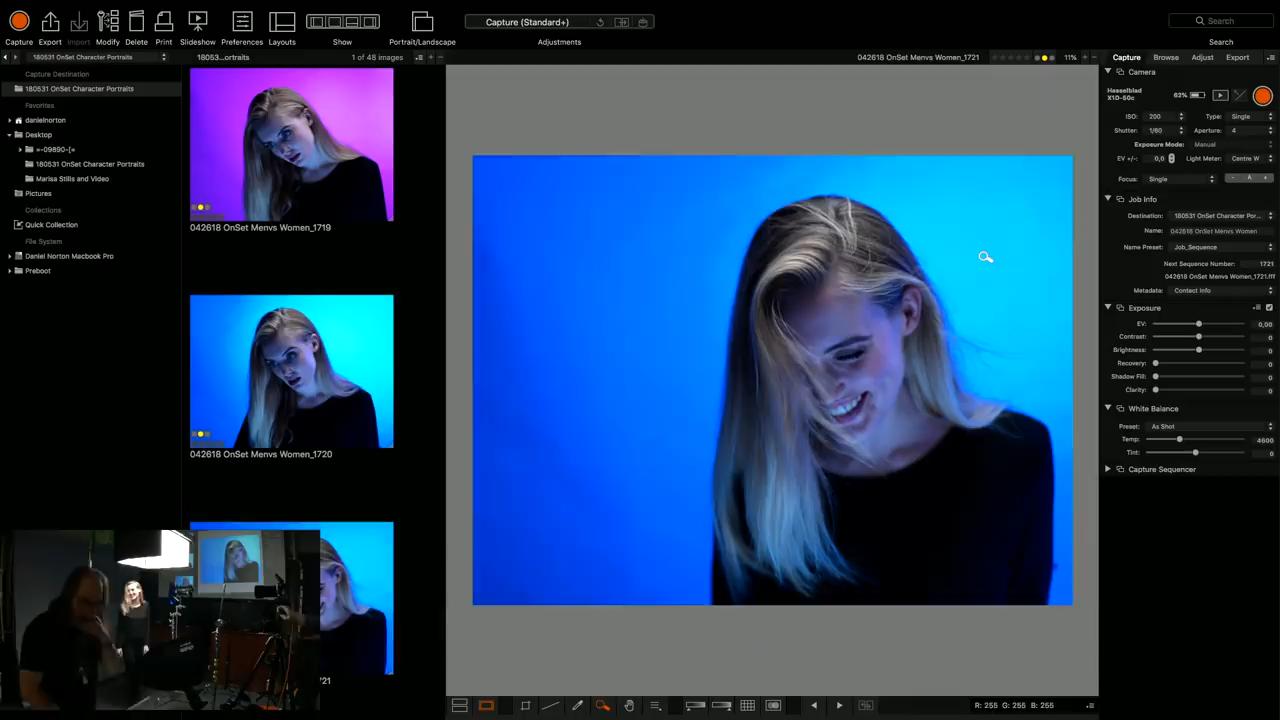 Capture Export Import Modify Delete Print Slideshow Preferences Layouts Show Portrait/Landscape
Capture (Standard+)
Adjustments
Search
Search
180531 OnSet Character Portraits
18053...ortraits
1 of 48 images
042618 OnSet Menvs Women_1721
11%
Capture Browse Adjust Export
Capture Destination
180531 OnSet Character Portraits
Favorites
danielnorton
Desktop
=-09890-[=
180531 OnSet Character Portraits
Marisa Stills and Video
Pictures
Collections
Quick Collection
File System
Daniel Norton Macbook Pro
Preboot
042618 OnSet Menvs Women_1719
042618 OnSet Menvs Women_1720
721
Camera
Hasselblad
X1D-50c
62%
ISO: 200 Type: Single
Shutter: 1/60 Aperture: 4
Exposure Mode: Manual
EV +/-: 0,0 Light Meter: Centre W
Focus: Single - A +
Job Info
Destination: 180531 OnSet Character Por...
Name: 042618 OnSet Menvs Women
Name Preset: Job_Sequence
Next Sequence Number: 1721
042618 OnSet Menvs Women_1721.fff
Metadata: Contact Info
Exposure
EV: 0,00
Contrast: 0
Brightness: 0
Recovery: 0
Shadow Fill: 0
Clarity: 0
White Balance
Preset: As Shot
Temp: 4600
Tint: 0
Capture Sequencer
R: 255 G: 255 B: 255